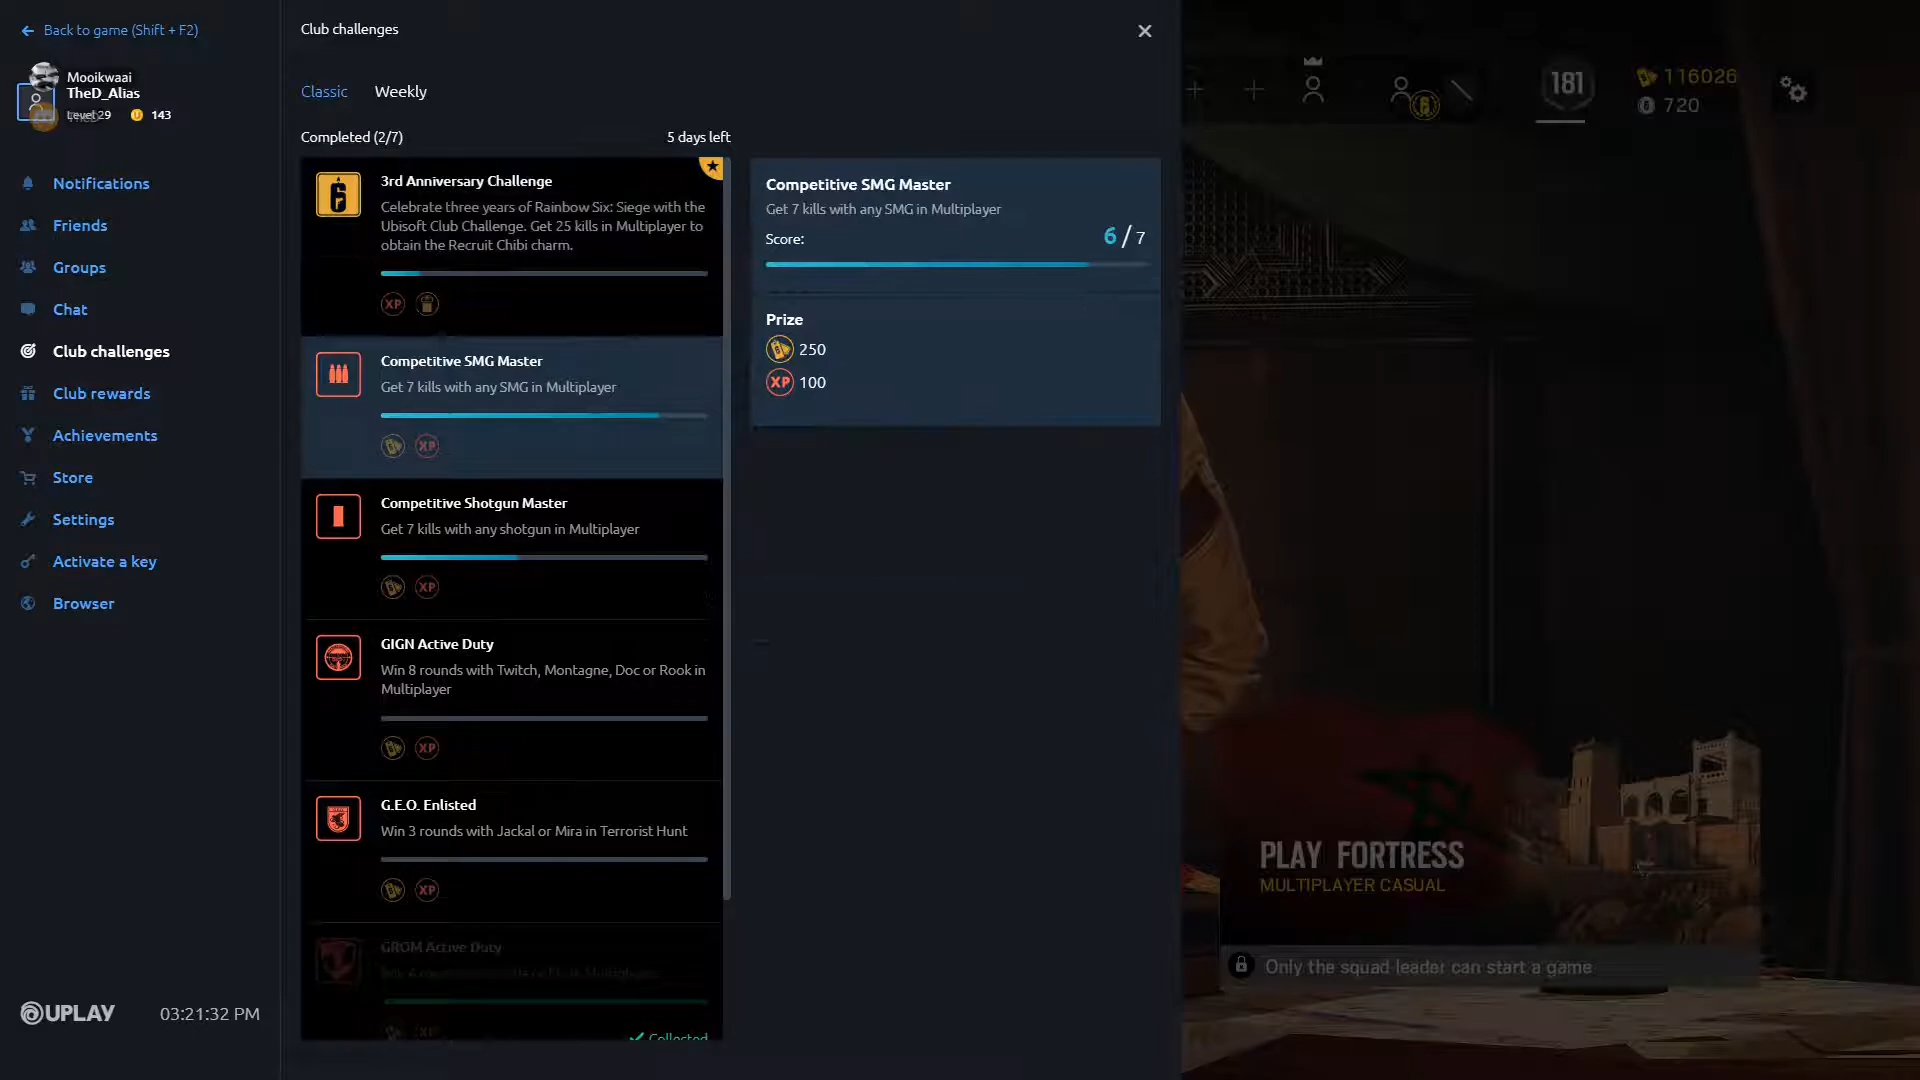 Back to game (Shift + F2)
Mooikwaai
TheD_Alias
Level 29
143
Notifications
Friends
Groups
Chat
Club challenges
Club rewards
Achievements
Store
Settings
Activate a key
Browser
UPLAY
03:21:32 PM
Club challenges
Classic Weekly
Completed (2/7) 5 days left
3rd Anniversary Challenge
Celebrate three years of Rainbow Six: Siege with the
Ubisoft Club Challenge. Get 25 kills in Multiplayer to
obtain the Recruit Chibi charm.
XP
Competitive SMG Master
Get 7 kills with any SMG in Multiplayer
XP
Competitive Shotgun Master
Get 7 kills with any shotgun in Multiplayer
XP
GIGN Active Duty
Win 8 rounds with Twitch, Montagne, Doc or Rook in
Multiplayer
XP
G.E.O. Enlisted
Win 3 rounds with Jackal or Mira in Terrorist Hunt
XP
GROM Active Duty
XP
Collected
Competitive SMG Master
Get 7 kills with any SMG in Multiplayer
Score: 6 / 7
Prize
250
XP 100
181
116026
720
PLAY FORTRESS
MULTIPLAYER CASUAL
Only the squad leader can start a game